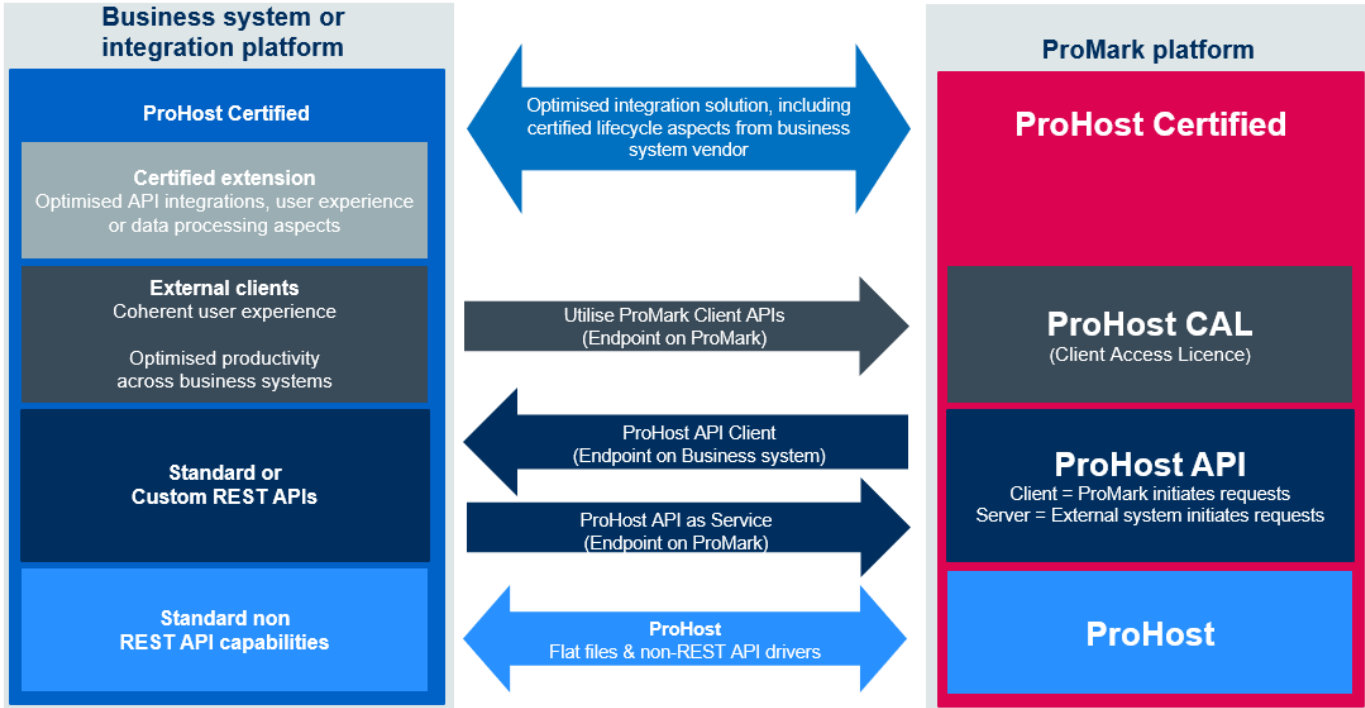 Business system or
integration platform
ProHost Certified
Certified extension
Optimised API integrations, user experience
or data processing aspects
External clients
Coherent user experience
Optimised productivity
across business systems
Standard or
Custom REST APIs
Standard non
REST API capabilities
Optimised integration solution, including
certified lifecycle aspects from business
system vendor
Utilise ProMark Client APIs
(Endpoint on ProMark)
ProHost API Client
(Endpoint on Business system)
ProHost API as Service
(Endpoint on ProMark)
ProHost
Flat files & non-REST API drivers
ProMark platform
ProHost Certified
ProHost CAL
(Client Access Licence)
ProHost API
Client = ProMark initiates requests
Server = External system initiates requests
ProHost